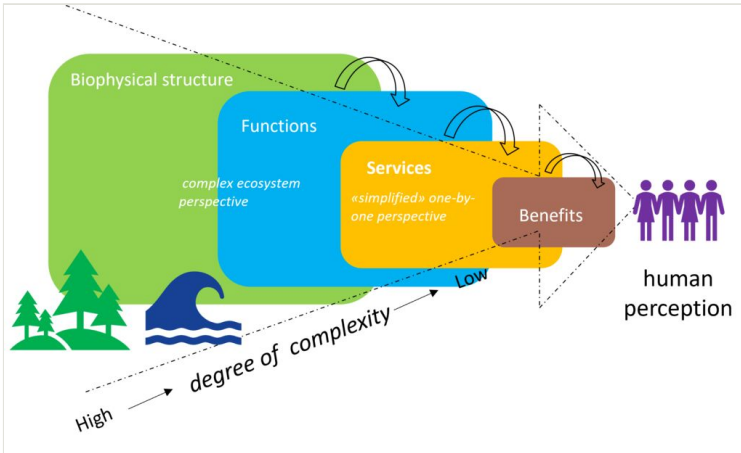 Biophysical structure
Functions
complex ecosystem
perspective
Services
«simplified» one-by-
one perspective
Benefits
human
perception
High
degree of complexity
Low